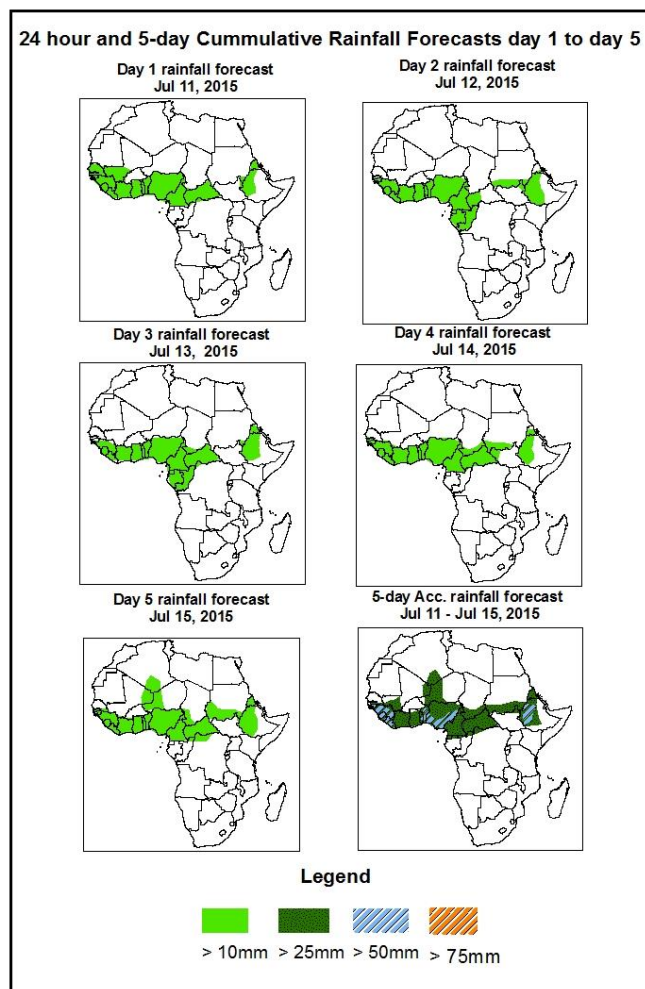 24 hour and 5-day Cummulative Rainfall Forecasts day 1 to day 5
Day 1 rainfall forecast
Jul 11, 2015
Day 2 rainfall forecast
Jul 12, 2015
Day 3 rainfall forecast
Jul 13, 2015
Day 4 rainfall forecast
Jul 14, 2015
Day 5 rainfall forecast
Jul 15, 2015
5-day Acc. rainfall forecast
Jul 11 - Jul 15, 2015
Legend
> 10mm > 25mm > 50mm > 75mm